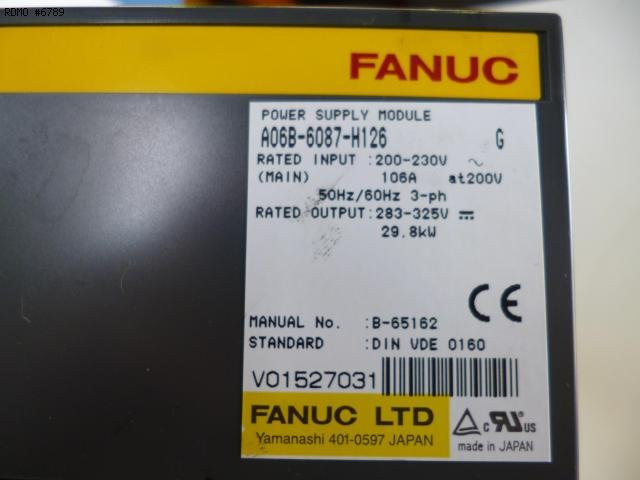 RDMO #6789
FANUC
POWER SUPPLY MODULE
A06B-6087-H126 G
RATED INPUT :200-230V ~
(MAIN) 106A at200V
50Hz/60Hz 3-ph
RATED OUTPUT:283-325V ⎓
29.8kW
CE
MANUAL No. :B-65162
STANDARD :DIN VDE 0160
V01527031
FANUC LTD
Yamanashi 401-0597 JAPAN
c UR US
made in JAPAN